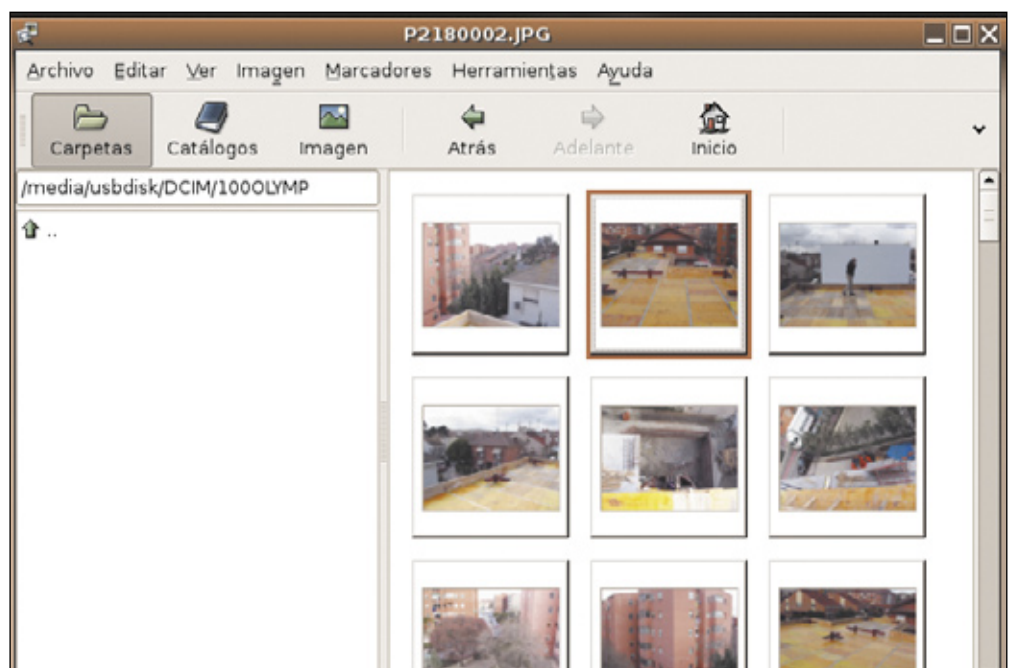 P2180002.JPG
Archivo Editar Ver Imagen Marcadores Herramientas Ayuda
Carpetas Catálogos Imagen Atrás Adelante Inicio
/media/usbdisk/DCIM/100OLYMP
..